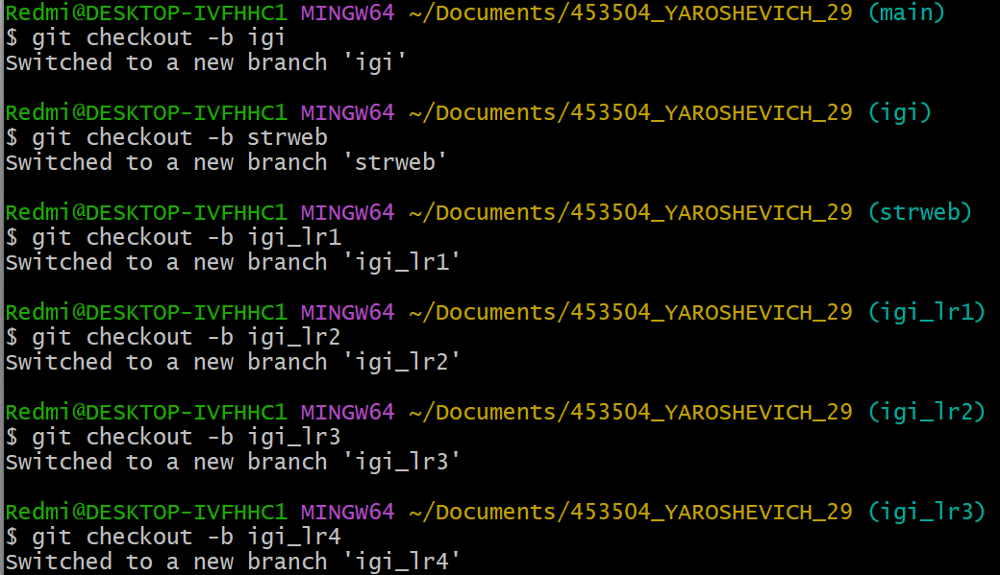 Redmi@DESKTOP-IVFHHC1 MINGW64 ~/Documents/453504_YAROSHEVICH_29 (main)
$ git checkout -b igi
Switched to a new branch 'igi'
Redmi@DESKTOP-IVFHHC1 MINGW64 ~/Documents/453504_YAROSHEVICH_29 (igi)
$ git checkout -b strweb
Switched to a new branch 'strweb'
Redmi@DESKTOP-IVFHHC1 MINGW64 ~/Documents/453504_YAROSHEVICH_29 (strweb)
$ git checkout -b igi_lr1
Switched to a new branch 'igi_lr1'
Redmi@DESKTOP-IVFHHC1 MINGW64 ~/Documents/453504_YAROSHEVICH_29 (igi_lr1)
$ git checkout -b igi_lr2
Switched to a new branch 'igi_lr2'
Redmi@DESKTOP-IVFHHC1 MINGW64 ~/Documents/453504_YAROSHEVICH_29 (igi_lr2)
$ git checkout -b igi_lr3
Switched to a new branch 'igi_lr3'
Redmi@DESKTOP-IVFHHC1 MINGW64 ~/Documents/453504_YAROSHEVICH_29 (igi_lr3)
$ git checkout -b igi_lr4
Switched to a new branch 'igi_lr4'